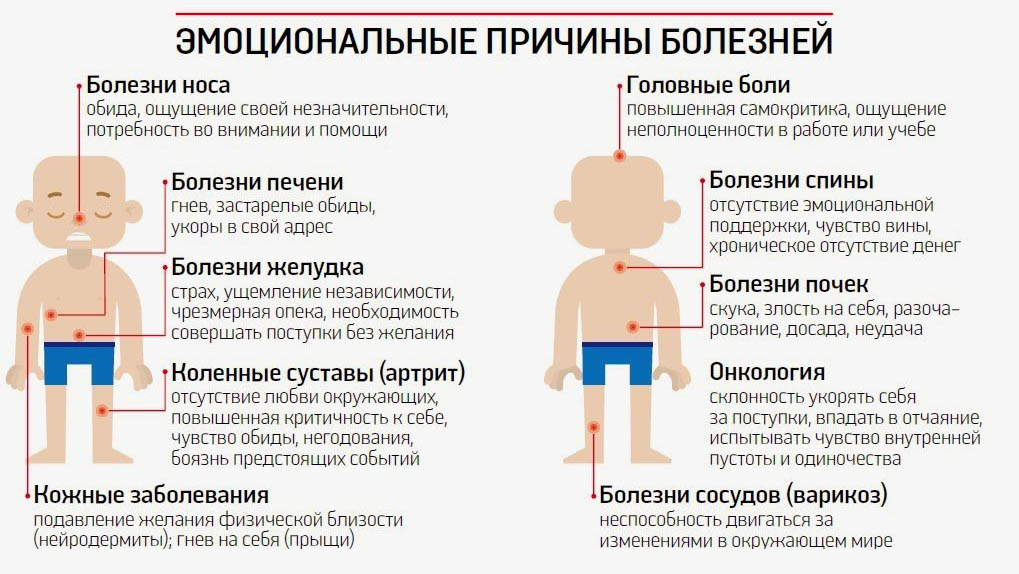 ЭМОЦИОНАЛЬНЫЕ ПРИЧИНЫ БОЛЕЗНЕЙ
Болезни носа
обида, ощущение своей незначительности,
потребность во внимании и помощи
Болезни печени
гнев, застарелые обиды,
укоры в свой адрес
Болезни желудка
страх, ущемление независимости,
чрезмерная опека, необходимость
совершать поступки без желания
Коленные суставы (артрит)
отсутствие любви окружающих,
повышенная критичность к себе,
чувство обиды, негодования,
боязнь предстоящих событий
Кожные заболевания
подавление желания физической близости
(нейродермиты); гнев на себя (прыщи)
Головные боли
повышенная самокритика, ощущение
неполноценности в работе или учебе
Болезни спины
отсутствие эмоциональной
поддержки, чувство вины,
хроническое отсутствие денег
Болезни почек
скука, злость на себя, разоча-
рование, досада, неудача
Онкология
склонность укорять себя
за поступки, впадать в отчаяние,
испытывать чувство внутренней
пустоты и одиночества
Болезни сосудов (варикоз)
неспособность двигаться за
изменениями в окружающем мире